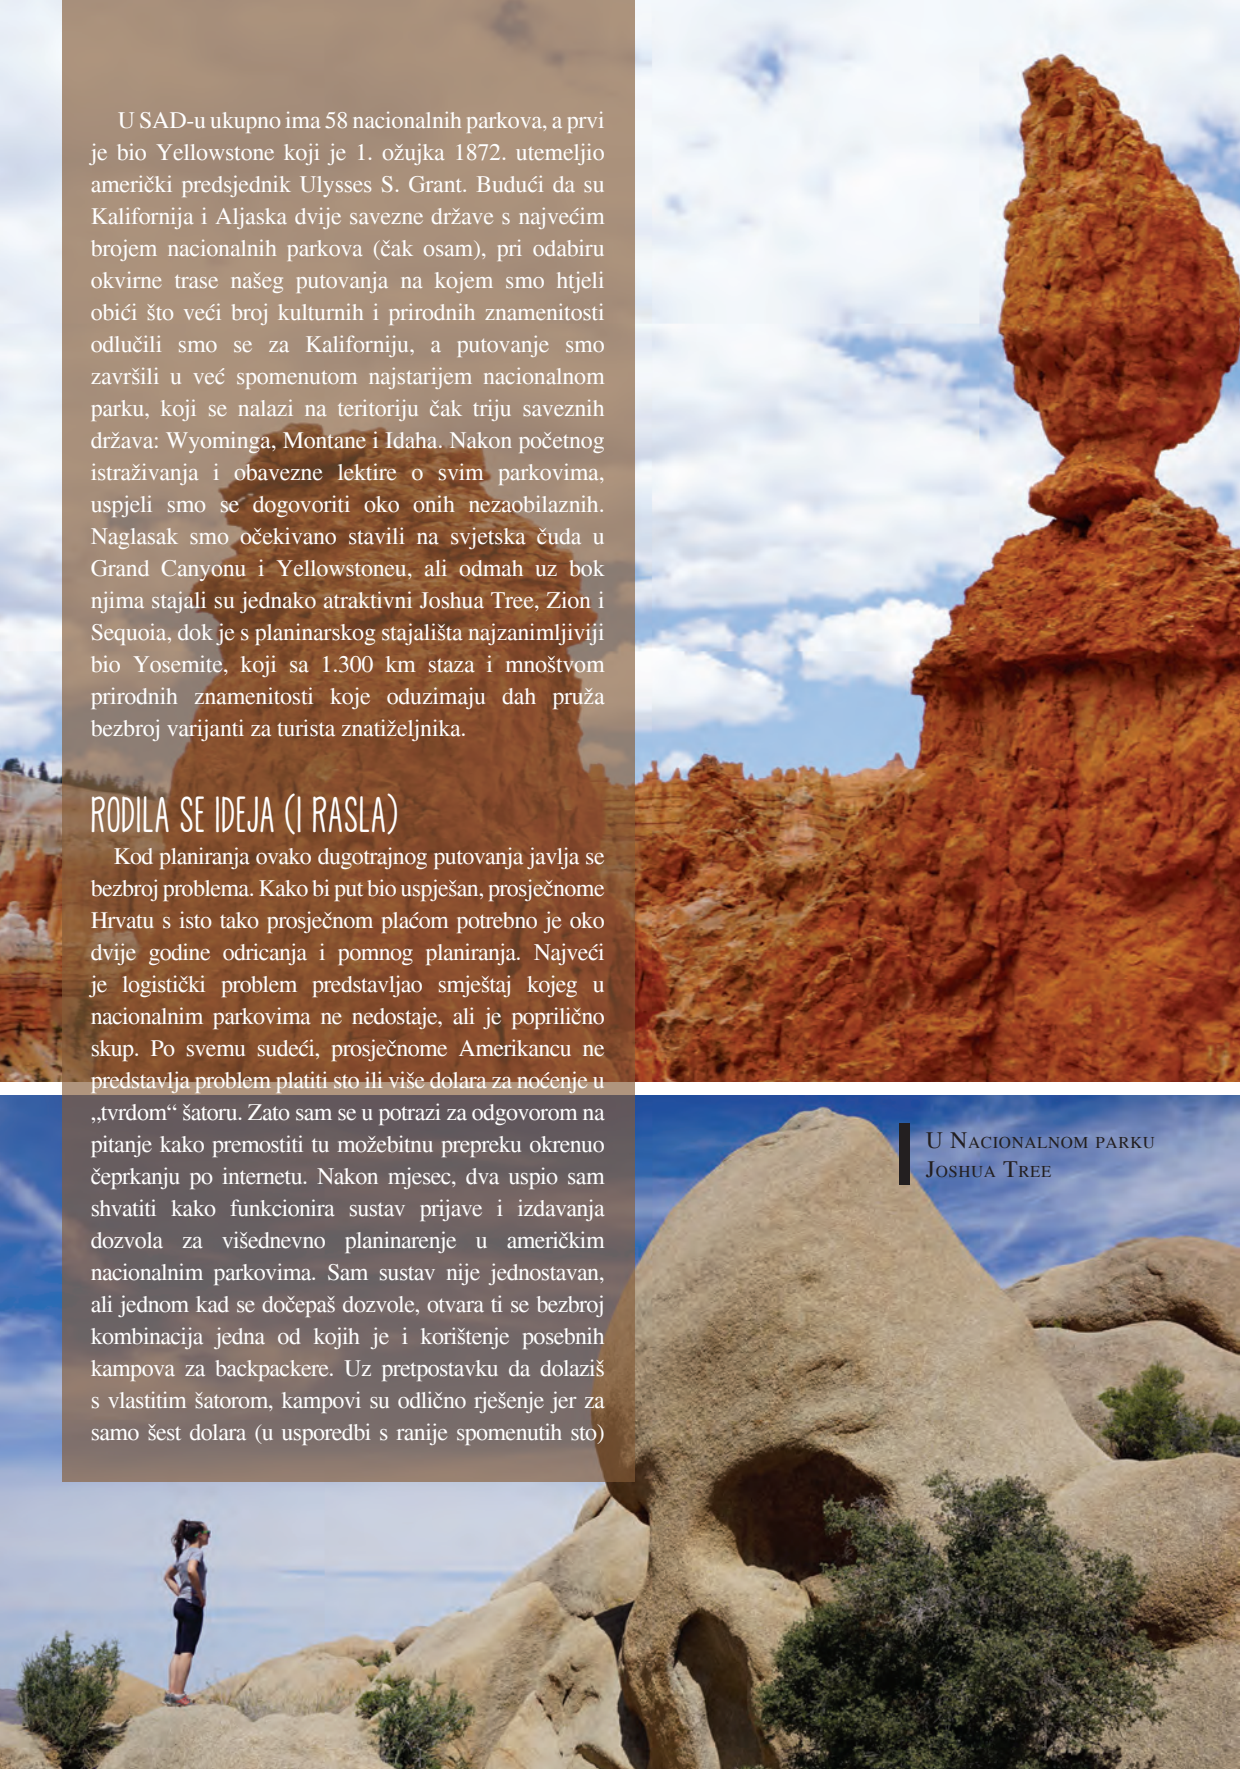 U SAD-u ukupno ima 58 nacionalnih parkova, a prvi
je bio Yellowstone koji je 1. ožujka 1872. utemeljio
američki predsjednik Ulysses S. Grant. Budući da su
Kalifornija i Aljaska dvije savezne države s najvećim
brojem nacionalnih parkova (čak osam), pri odabiru
okvirne trase našeg putovanja na kojem smo htjeli
obići što veći broj kulturnih i prirodnih znamenitosti
odlučili smo se za Kaliforniju, a putovanje smo
završili u već spomenutom najstarijem nacionalnom
parku, koji se nalazi na teritoriju čak triju saveznih
država: Wyominga, Montane i Idaha. Nakon početnog
istraživanja i obavezne lektire o svim parkovima,
uspjeli smo se dogovoriti oko onih nezaobilaznih.
Naglasak smo očekivano stavili na svjetska čuda u
Grand Canyonu i Yellowstoneu, ali odmah uz bok
njima stajali su jednako atraktivni Joshua Tree, Zion i
Sequoia, dok je s planinarskog stajališta najzanimljiviji
bio Yosemite, koji sa 1.300 km staza i mnoštvom
prirodnih znamenitosti koje oduzimaju dah pruža
bezbroj varijanti za turista znatiželjnika.
RODILA SE IDEJA (I RASLA)
Kod planiranja ovako dugotrajnog putovanja javlja se
bezbroj problema. Kako bi put bio uspješan, prosječnome
Hrvatu s isto tako prosječnom plaćom potrebno je oko
dvije godine odricanja i pomnog planiranja. Najveći
je logistički problem predstavljao smještaj kojeg u
nacionalnim parkovima ne nedostaje, ali je poprilično
skup. Po svemu sudeći, prosječnome Amerikancu ne
predstavlja problem platiti sto ili više dolara za noćenje u
„tvrdom“ šatoru. Zato sam se u potrazi za odgovorom na
pitanje kako premostiti tu možebitnu prepreku okrenuo
čeprkanju po internetu. Nakon mjesec, dva uspio sam
shvatiti kako funkcionira sustav prijave i izdavanja
dozvola za višednevno planinarenje u američkim
nacionalnim parkovima. Sam sustav nije jednostavan,
ali jednom kad se dočepaš dozvole, otvara ti se bezbroj
kombinacija jedna od kojih je i korištenje posebnih
kampova za backpackere. Uz pretpostavku da dolaziš
s vlastitim šatorom, kampovi su odlično rješenje jer za
samo šest dolara (u usporedbi s ranije spomenutih sto)
U Nacionalnom parku
Joshua Tree